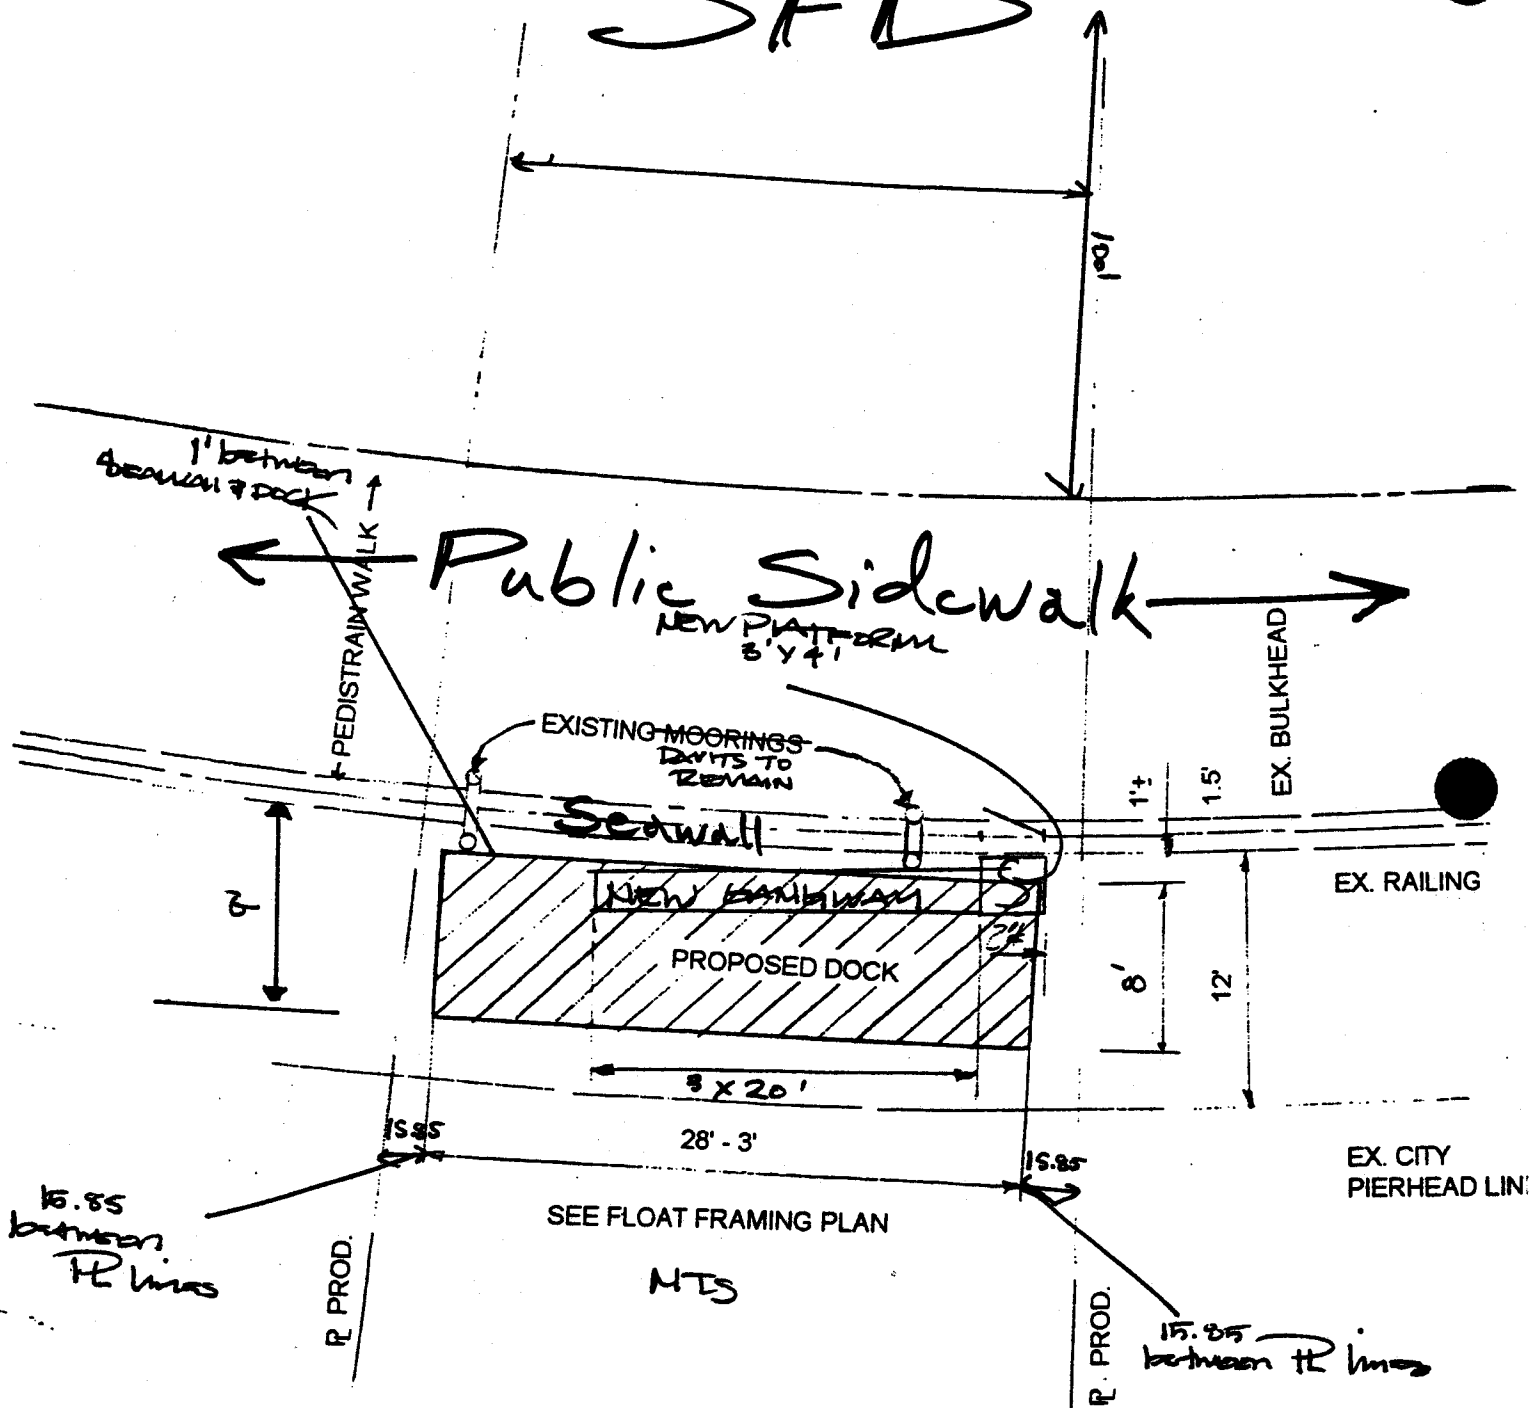 SFD
100'
1' between
seawall & DOCK
← PEDISTRAIN WALK →
Public Sidewalk
NEW PLATFORM
3' X 4'
EX. BULKHEAD
EXISTING MOORINGS
DAVITS TO
REMAIN
1'±
1.5'
Seawall
EX. RAILING
NEW GANGWAY
PROPOSED DOCK
8'
12'
3 X 20'
15.85
28' - 3'
15.85
EX. CITY
PIERHEAD LIN
15.85
between
PL lines
SEE FLOAT FRAMING PLAN
NTS
PL PROD.
PL. PROD.
15.85
between PL lines